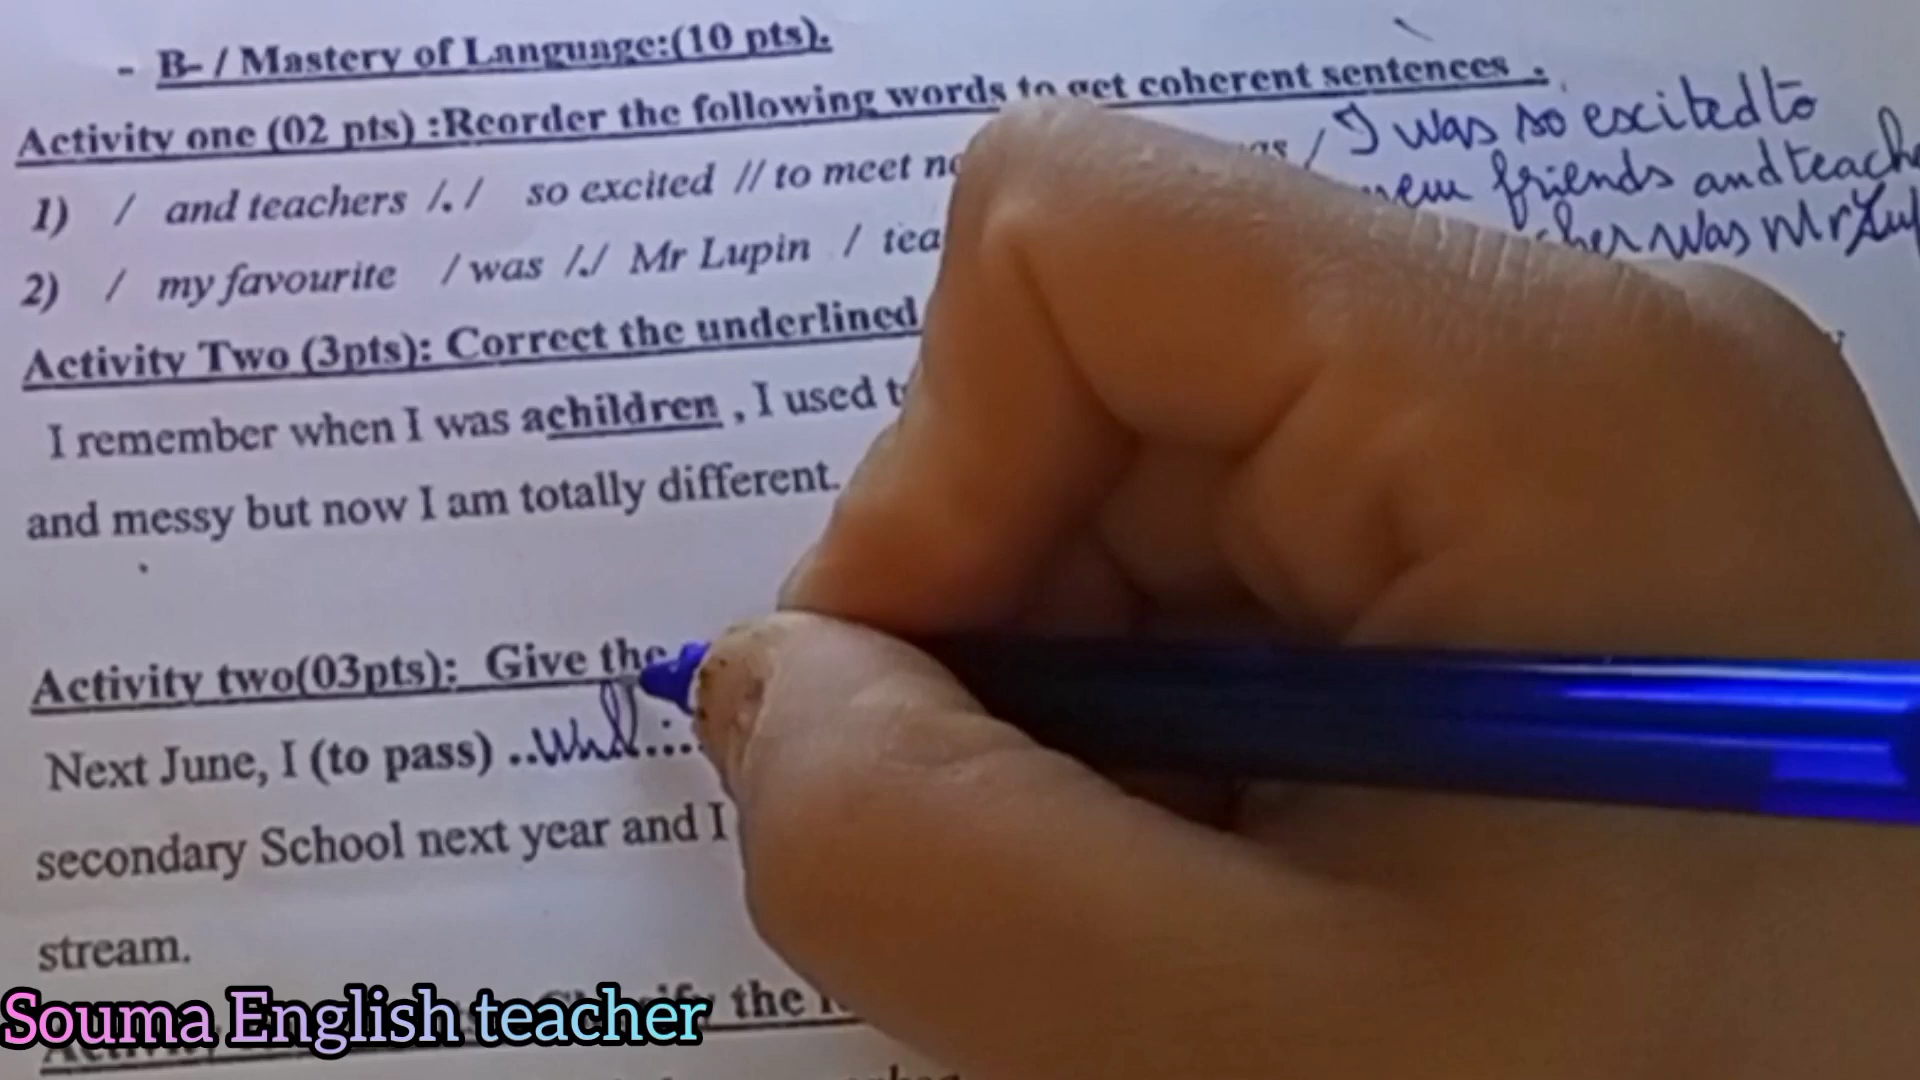 - B- / Mastery of Language:(10 pts).
Activity one (02 pts) :Reorder the following words to get coherent sentences .
1) / and teachers /. / so excited // to meet / I was so excited to
new friends and
2) / my favourite / was /./ Mr Lupin / was Mr
Activity Two (3pts): Correct the underlined
I remember when I was achildren , I used
and messy but now I am totally different.
Activity two(03pts): Give the
Next June, I (to pass) ..will....
secondary School next year and I
stream.
the
Souma English teacher